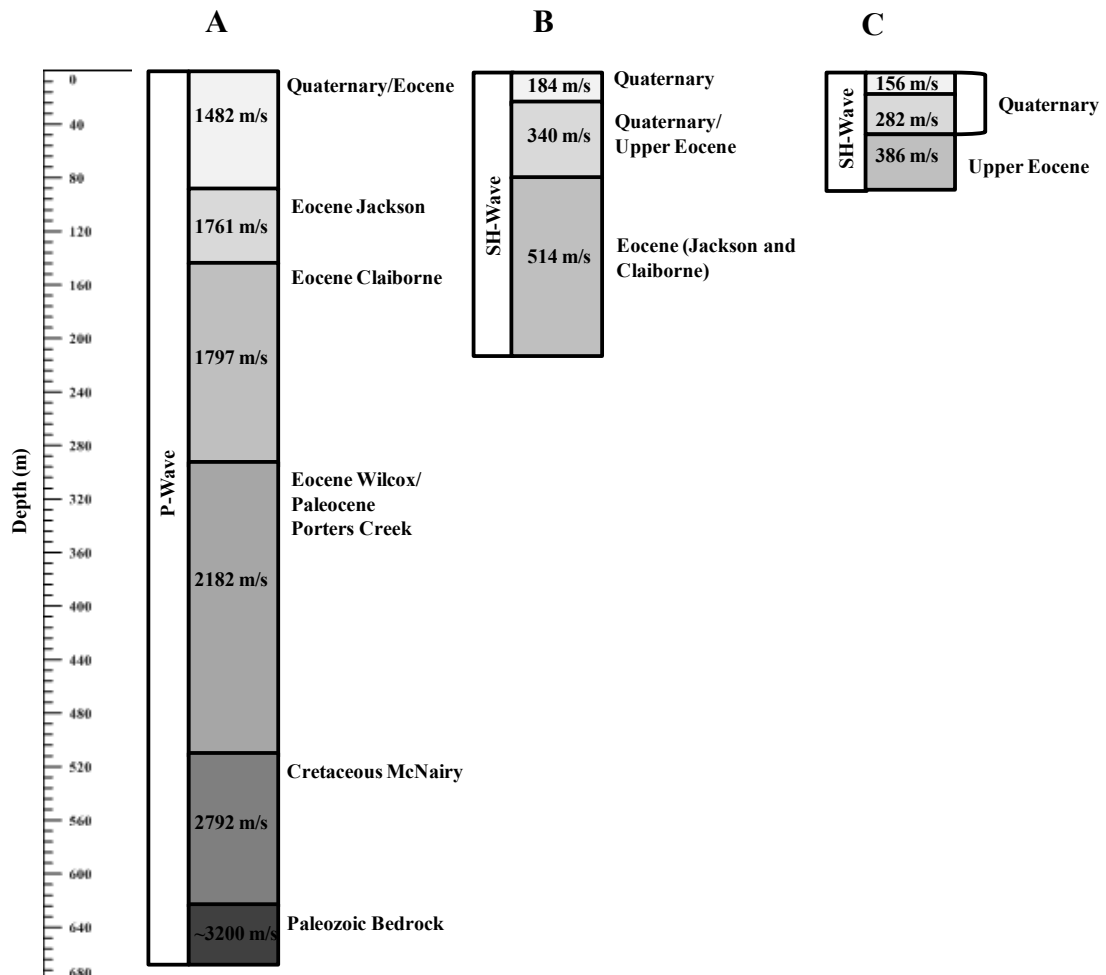 A
B
C
Depth (m)
0
40
80
120
160
200
240
280
320
360
400
440
480
520
560
600
640
680
P-Wave
1482 m/s
1761 m/s
1797 m/s
2182 m/s
2792 m/s
~3200 m/s
Quaternary/Eocene
Eocene Jackson
Eocene Claiborne
Eocene Wilcox/
Paleocene
Porters Creek
Cretaceous McNairy
Paleozoic Bedrock
SH-Wave
184 m/s
340 m/s
514 m/s
Quaternary
Quaternary/
Upper Eocene
Eocene (Jackson and
Claiborne)
SH-Wave
156 m/s
282 m/s
386 m/s
Quaternary
Upper Eocene